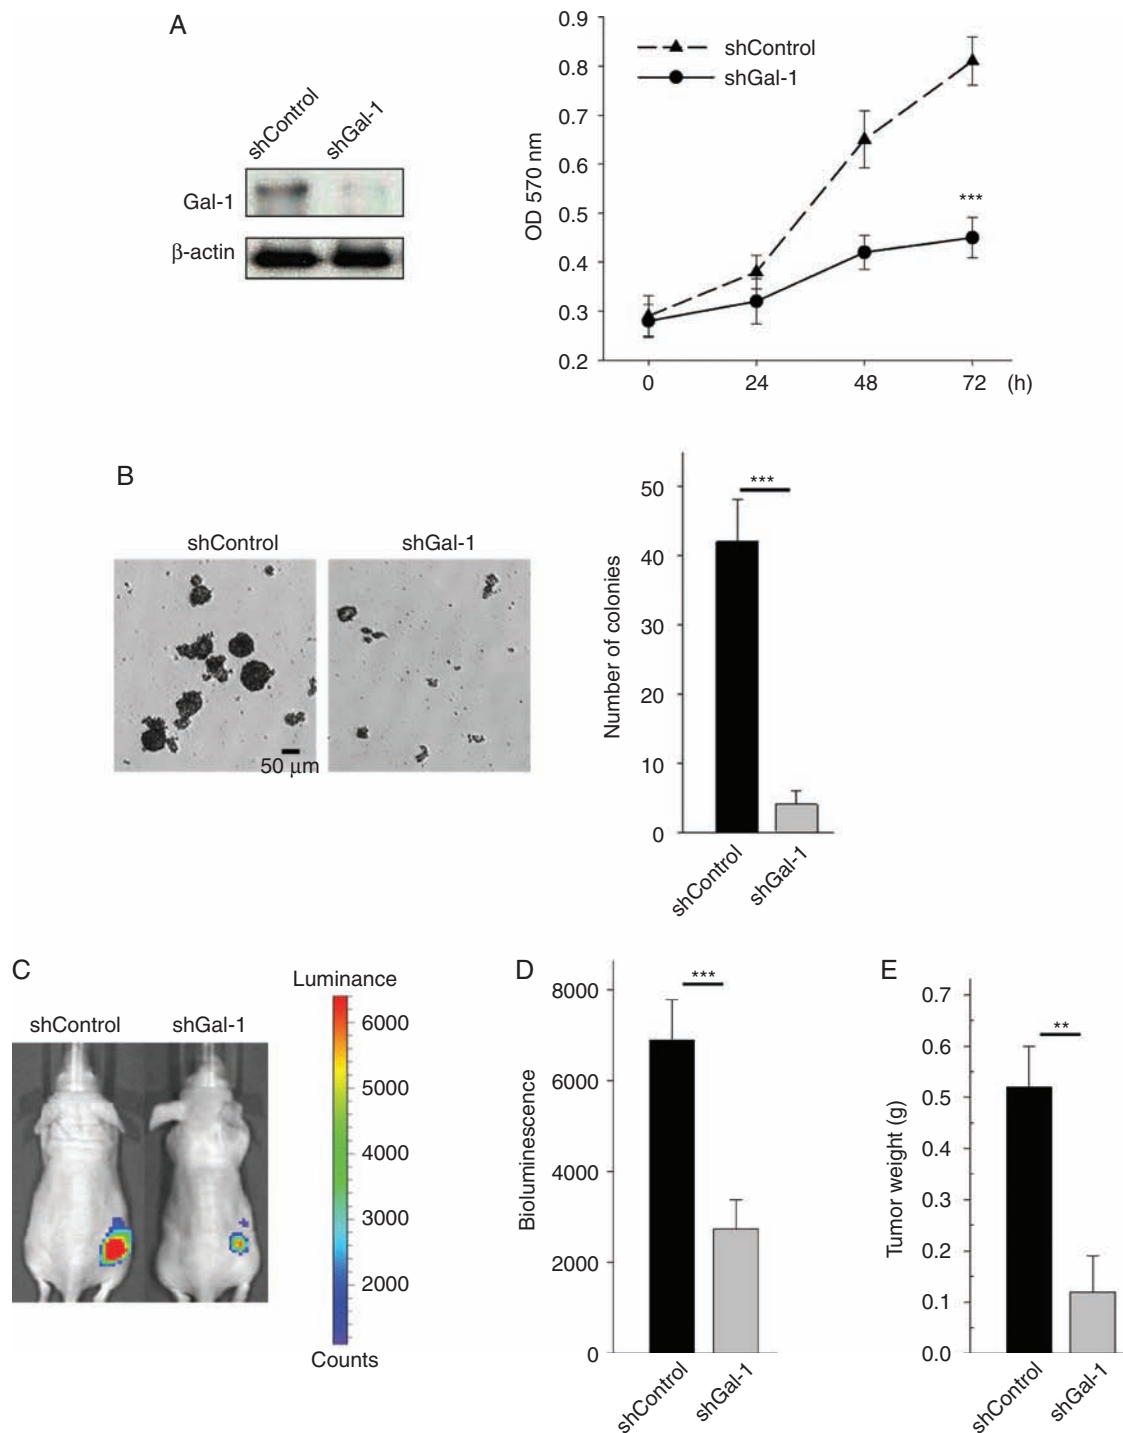 A
shControl
shGal-1
Gal-1
β-actin
OD 570 nm
0.9
0.8
0.7
0.6
0.5
0.4
0.3
0.2
shControl
shGal-1
***
0 24 48 72 (h)
B
shControl shGal-1
50 μm
Number of colonies
50
40
30
20
10
0
***
shControl
shGal-1
C
shControl shGal-1
Luminance
6000
5000
4000
3000
2000
Counts
D
Bioluminescence
8000
6000
4000
2000
0
***
shControl
shGal-1
E
Tumor weight (g)
0.7
0.6
0.5
0.4
0.3
0.2
0.1
0.0
**
shControl
shGal-1